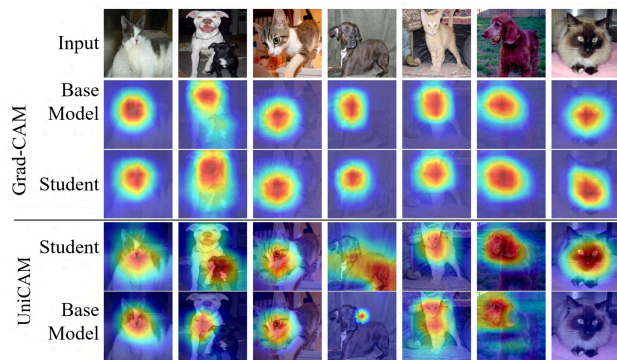 Input
Base
Model
Grad-CAM
Student
Student
UniCAM
Base
Model